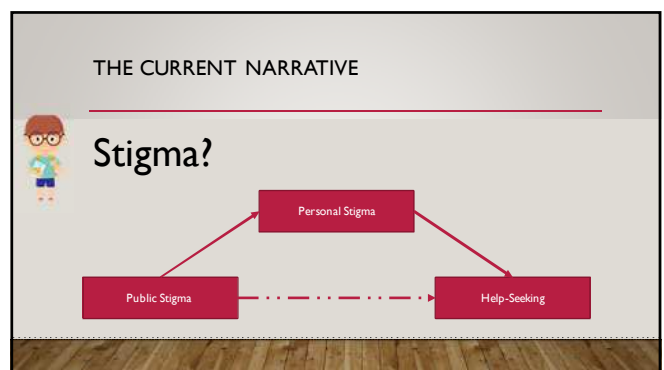 THE CURRENT NARRATIVE
Stigma?
Personal Stigma
Public Stigma
Help-Seeking